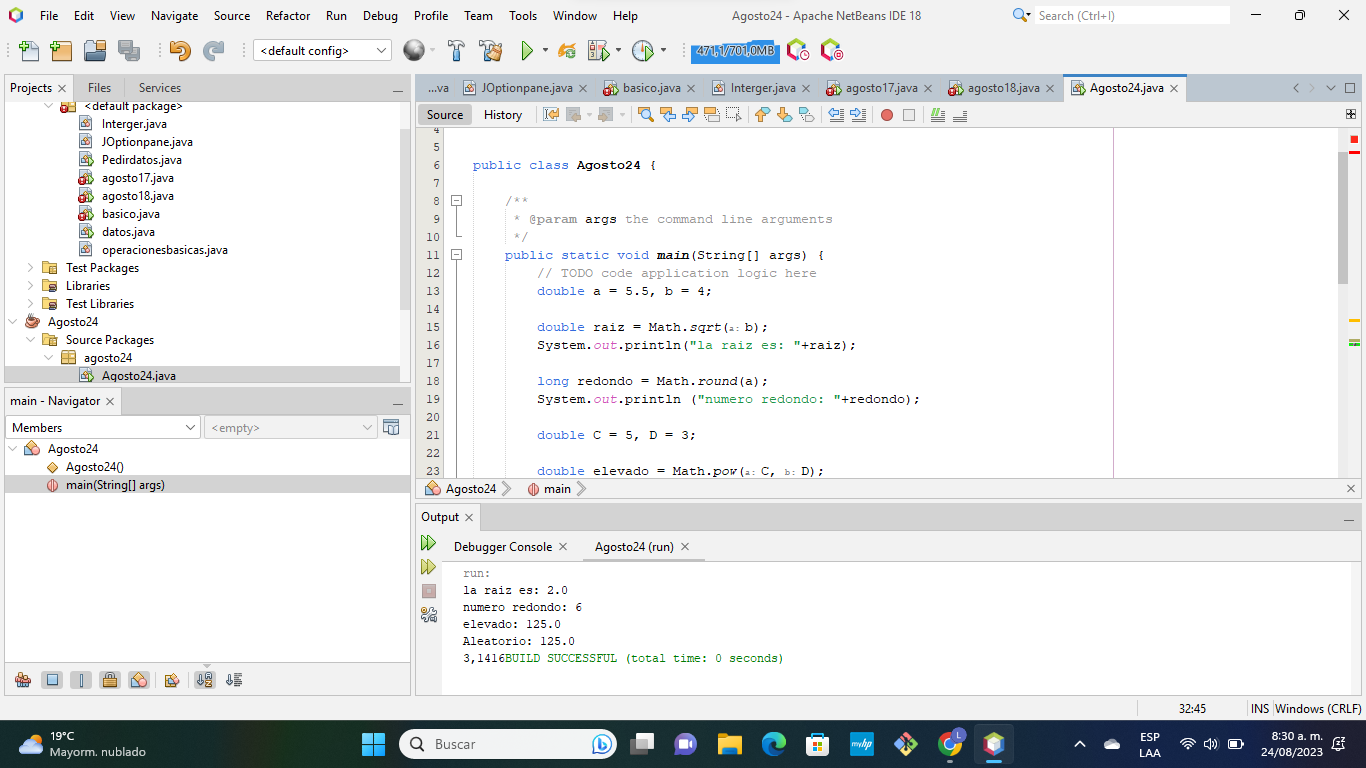 File Edit View Navigate Source Refactor Run Debug Profile Team Tools Window Help
Agosto24 - Apache NetBeans IDE 18
Search (Ctrl+I)
<default config>
471,1/701,0MB
Projects Files Services
<default package>
Interger.java
JOptionpane.java
Pedirdatos.java
agosto17.java
agosto18.java
basico.java
datos.java
operacionesbasicas.java
Test Packages
Libraries
Test Libraries
Agosto24
Source Packages
agosto24
Agosto24.java
main - Navigator
Members
<empty>
Agosto24
Agosto24()
main(String[] args)
...va JOptionpane.java basico.java Interger.java agosto17.java agosto18.java Agosto24.java
Source History
4
5
6 public class Agosto24 {
7
8 /**
9 * @param args the command line arguments
10 */
11 public static void main(String[] args) {
12 // TODO code application logic here
13 double a = 5.5, b = 4;
14
15 double raiz = Math.sqrt(a: b);
16 System.out.println("la raiz es: "+raiz);
17
18 long redondo = Math.round(a);
19 System.out.println ("numero redondo: "+redondo);
20
21 double C = 5, D = 3;
22
23 double elevado = Math.pow(a: C, b: D);
Agosto24 main
Output
Debugger Console Agosto24 (run)
run:
la raiz es: 2.0
numero redondo: 6
elevado: 125.0
Aleatorio: 125.0
3,1416BUILD SUCCESSFUL (total time: 0 seconds)
32:45 INS Windows (CRLF)
19°C
Mayorm. nublado
Buscar
myhp
L
ESP
LAA
8:30 a. m.
24/08/2023